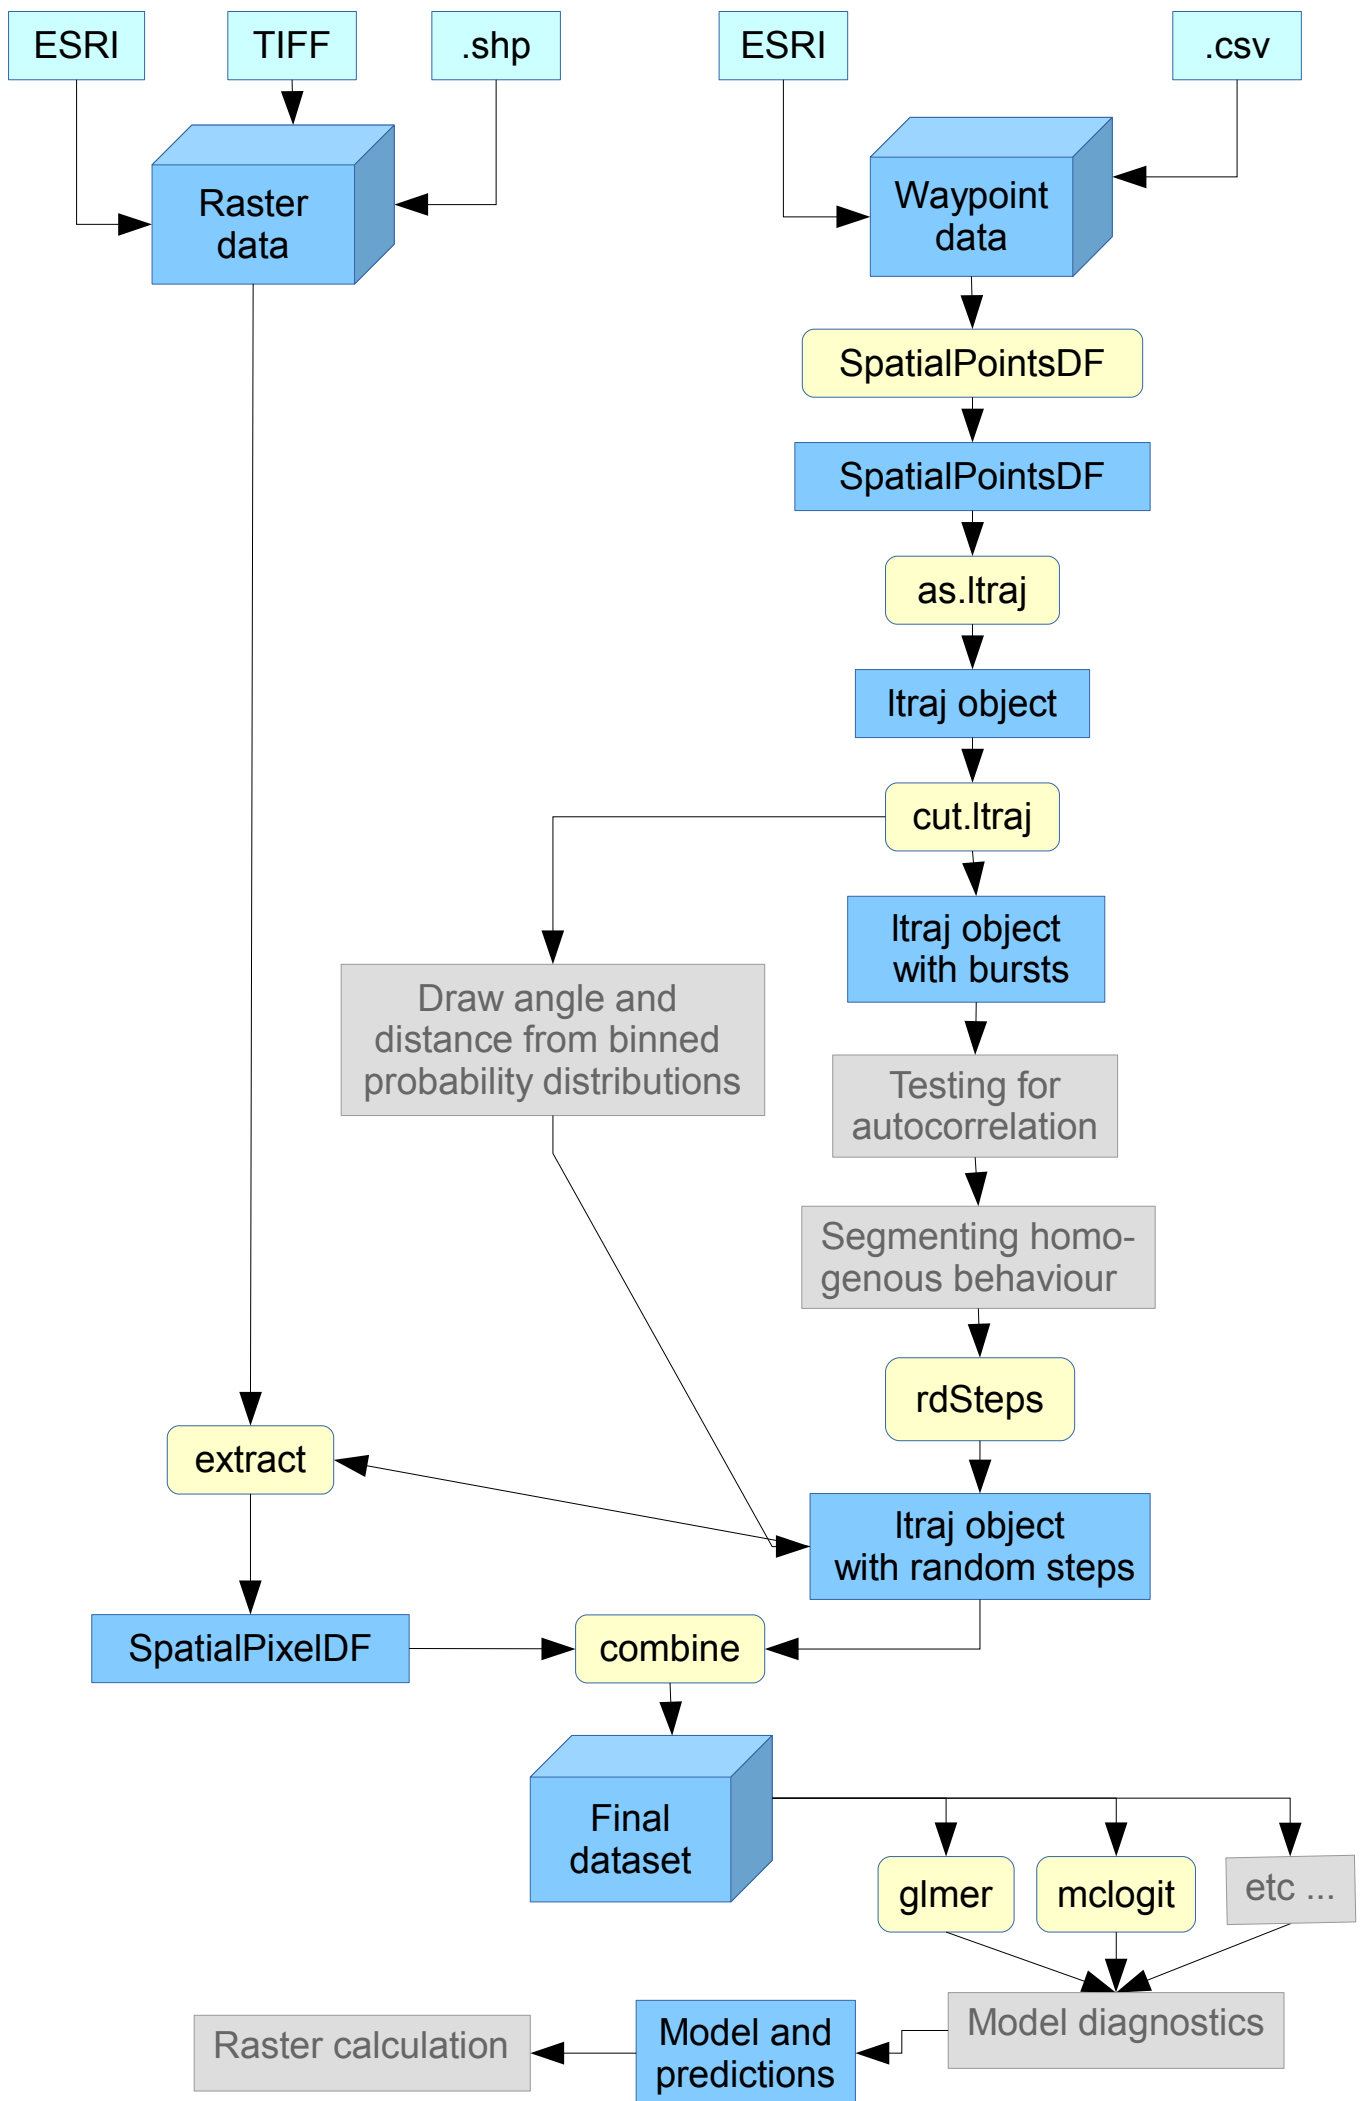 ESRI
TIFF
.shp
ESRI
.csv
Raster
data
Waypoint
data
SpatialPointsDF
SpatialPointsDF
as.ltraj
ltraj object
cut.ltraj
ltraj object
with bursts
Draw angle and
distance from binned
probability distributions
Testing for
autocorrelation
Segmenting homo-
genous behaviour
rdSteps
extract
ltraj object
with random steps
SpatialPixelDF
combine
Final
dataset
glmer
mclogit
etc ...
Model diagnostics
Model and
predictions
Raster calculation